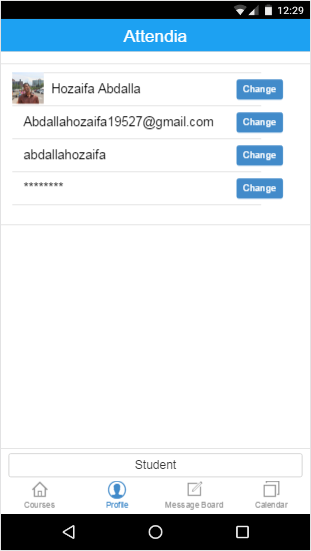 12:29
Attendia
Hozaifa Abdalla Change
Abdallahozaifa19527@gmail.com Change
abdallahozaifa Change
******** Change
Student
Courses Profile Message Board Calendar